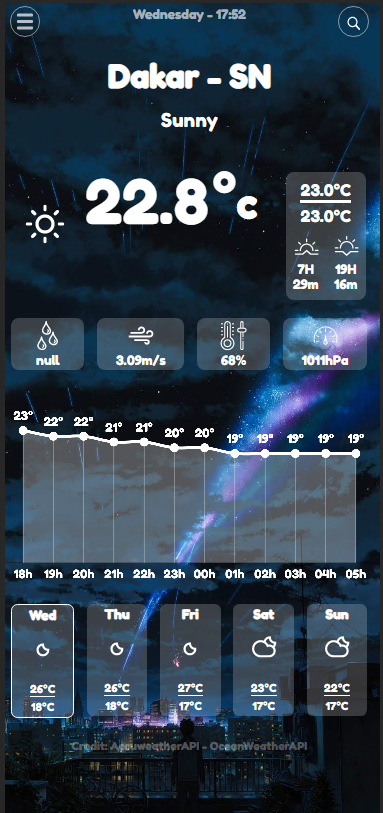 Wednesday - 17:52
Dakar - SN
Sunny
22.8°C
23.0°C
23.0°C
7H 19H
29m 16m
null 3.09m/s 68% 1011hPa
23° 22° 22° 21° 21° 20° 20° 19° 19° 19° 19° 19°
18h 19h 20h 21h 22h 23h 00h 01h 02h 03h 04h 05h
Wed Thu Fri Sat Sun
26°C 26°C 27°C 23°C 22°C
18°C 18°C 17°C 17°C 17°C
Credit: AccuweatherAPI - OceanWeatherAPI